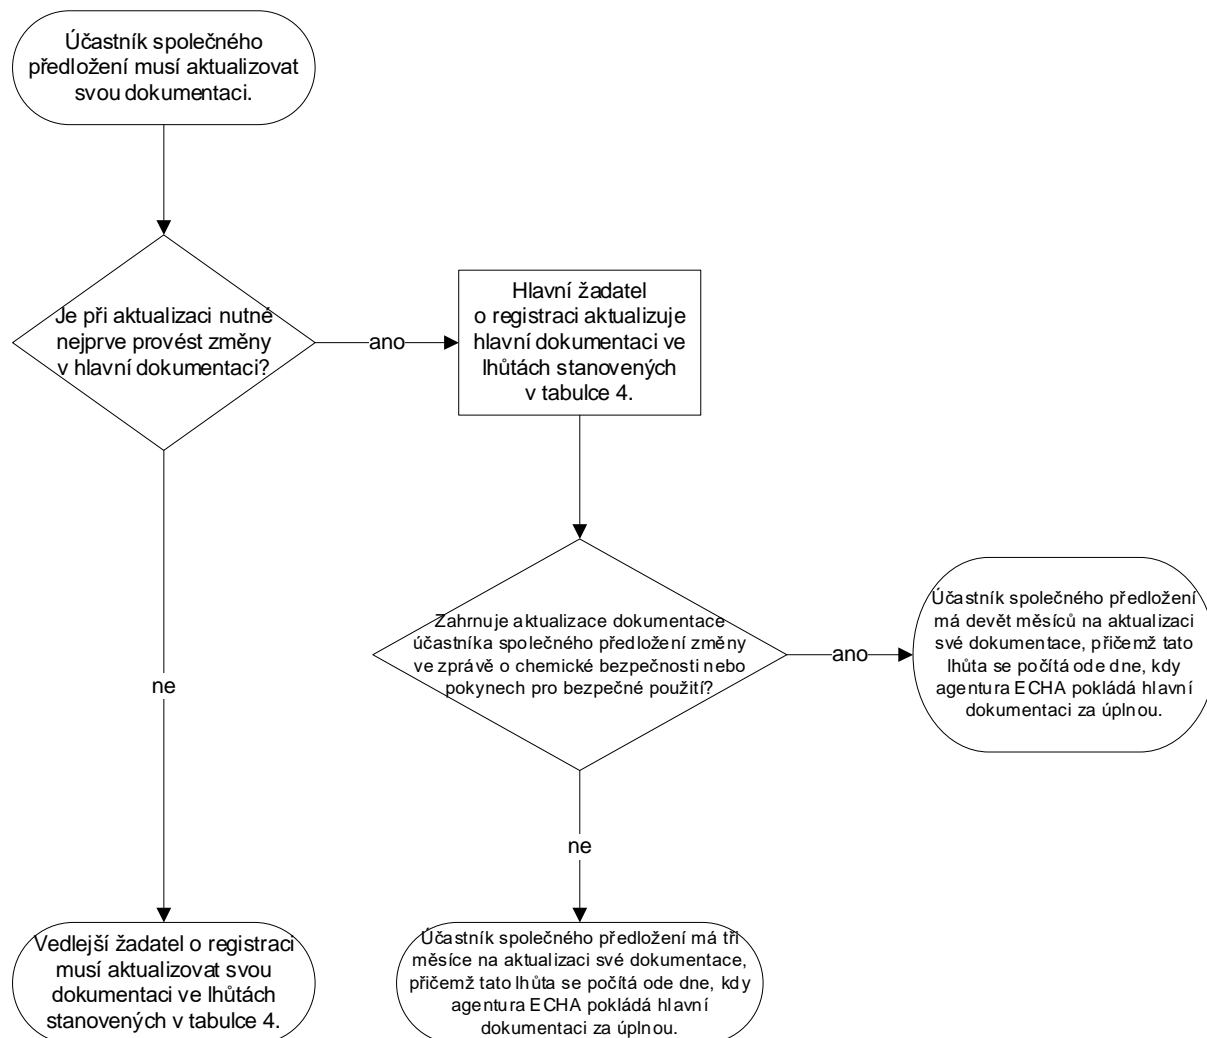 Účastník společného
předložení musí aktualizovat
svou dokumentaci.
Je při aktualizaci nutné
nejprve provést změny
v hlavní dokumentaci?
ano
Hlavní žadatel
o registraci aktualizuje
hlavní dokumentaci ve
lhůtách stanovených
v tabulce 4.
Zahrnuje aktualizace dokumentace
účastníka společného předložení změny
ve zprávě o chemické bezpečnosti nebo
pokynech pro bezpečné použití?
ano
Účastník společného předložení
má devět měsíců na aktualizaci
své dokumentace, přičemž tato
lhůta se počítá ode dne, kdy
agentura ECHA pokládá hlavní
dokumentaci za úplnou.
ne
ne
Vedlejší žadatel o registraci
musí aktualizovat svou
dokumentaci ve lhůtách
stanovených v tabulce 4.
Účastník společného předložení má tři
měsíce na aktualizaci své dokumentace,
přičemž tato lhůta se počítá ode dne, kdy
agentura ECHA pokládá hlavní
dokumentaci za úplnou.